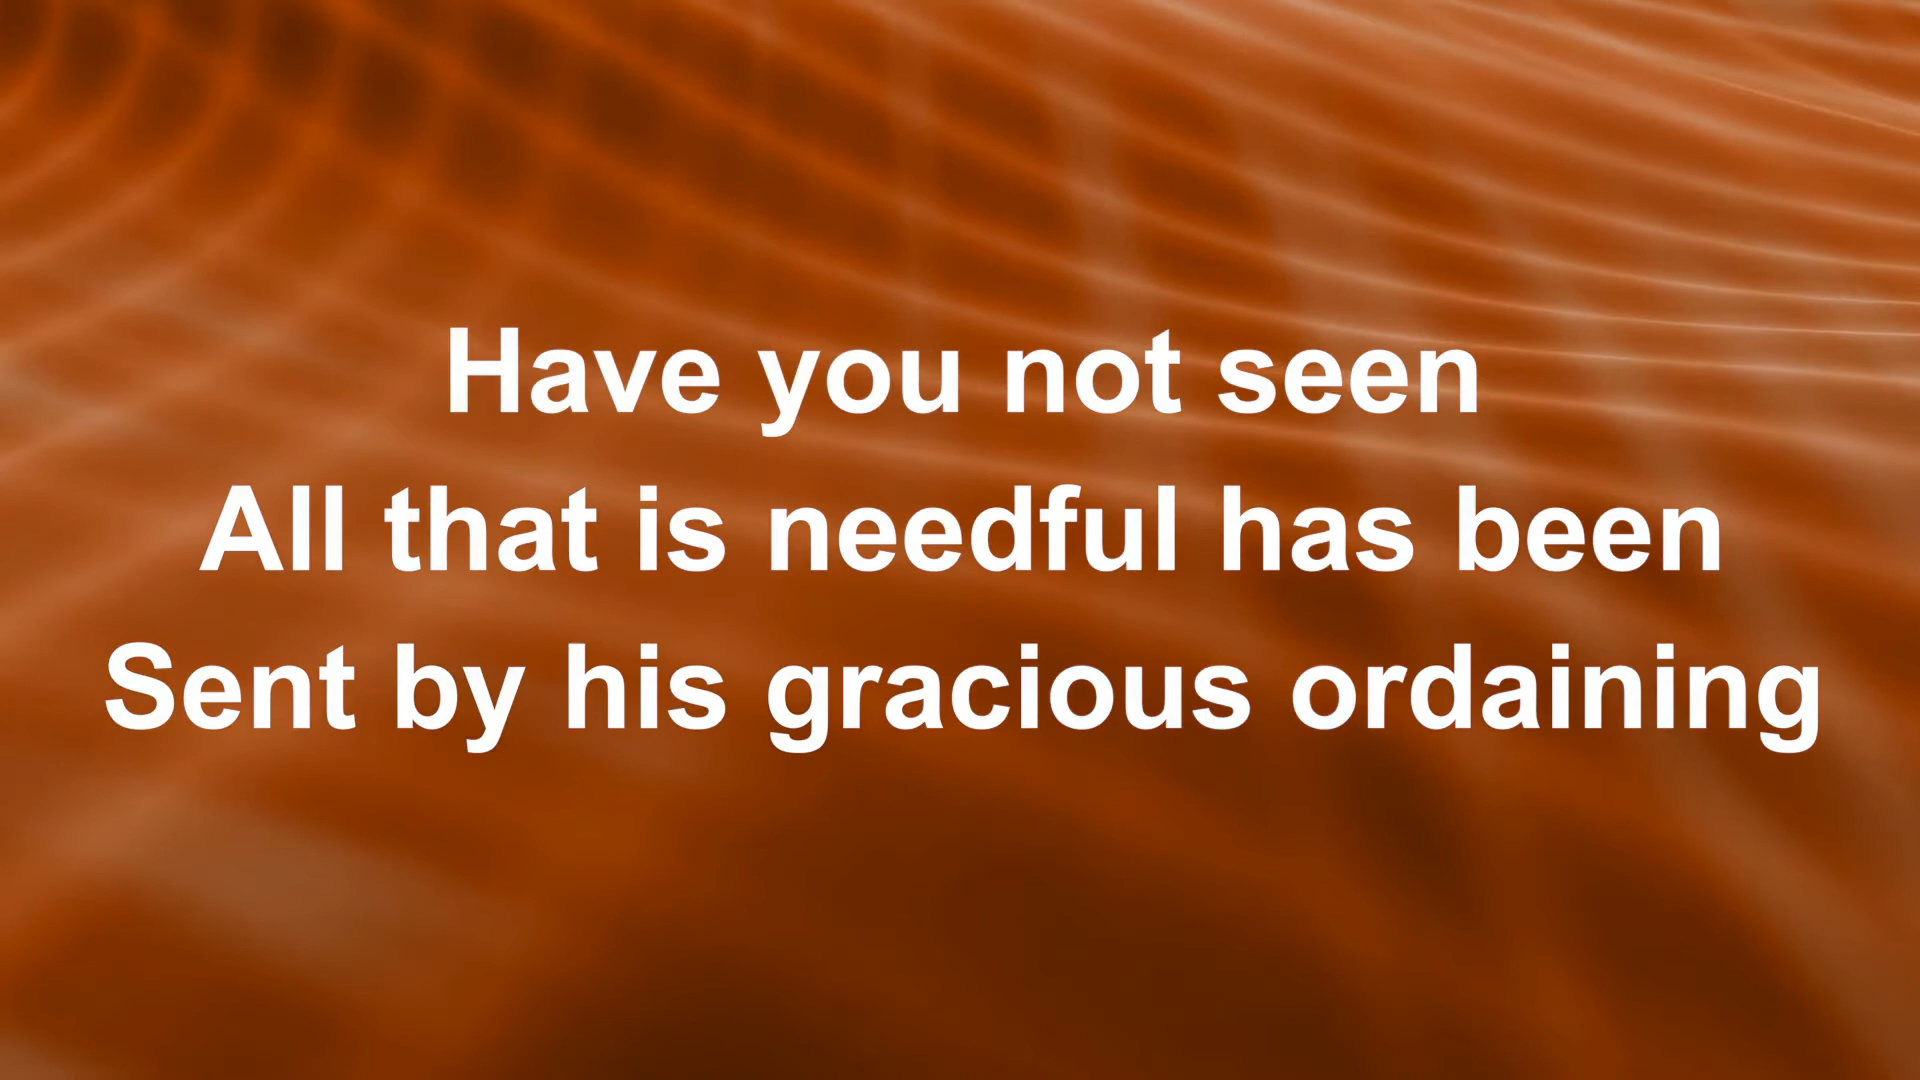 Have you not seen
All that is needful has been
Sent by his gracious ordaining